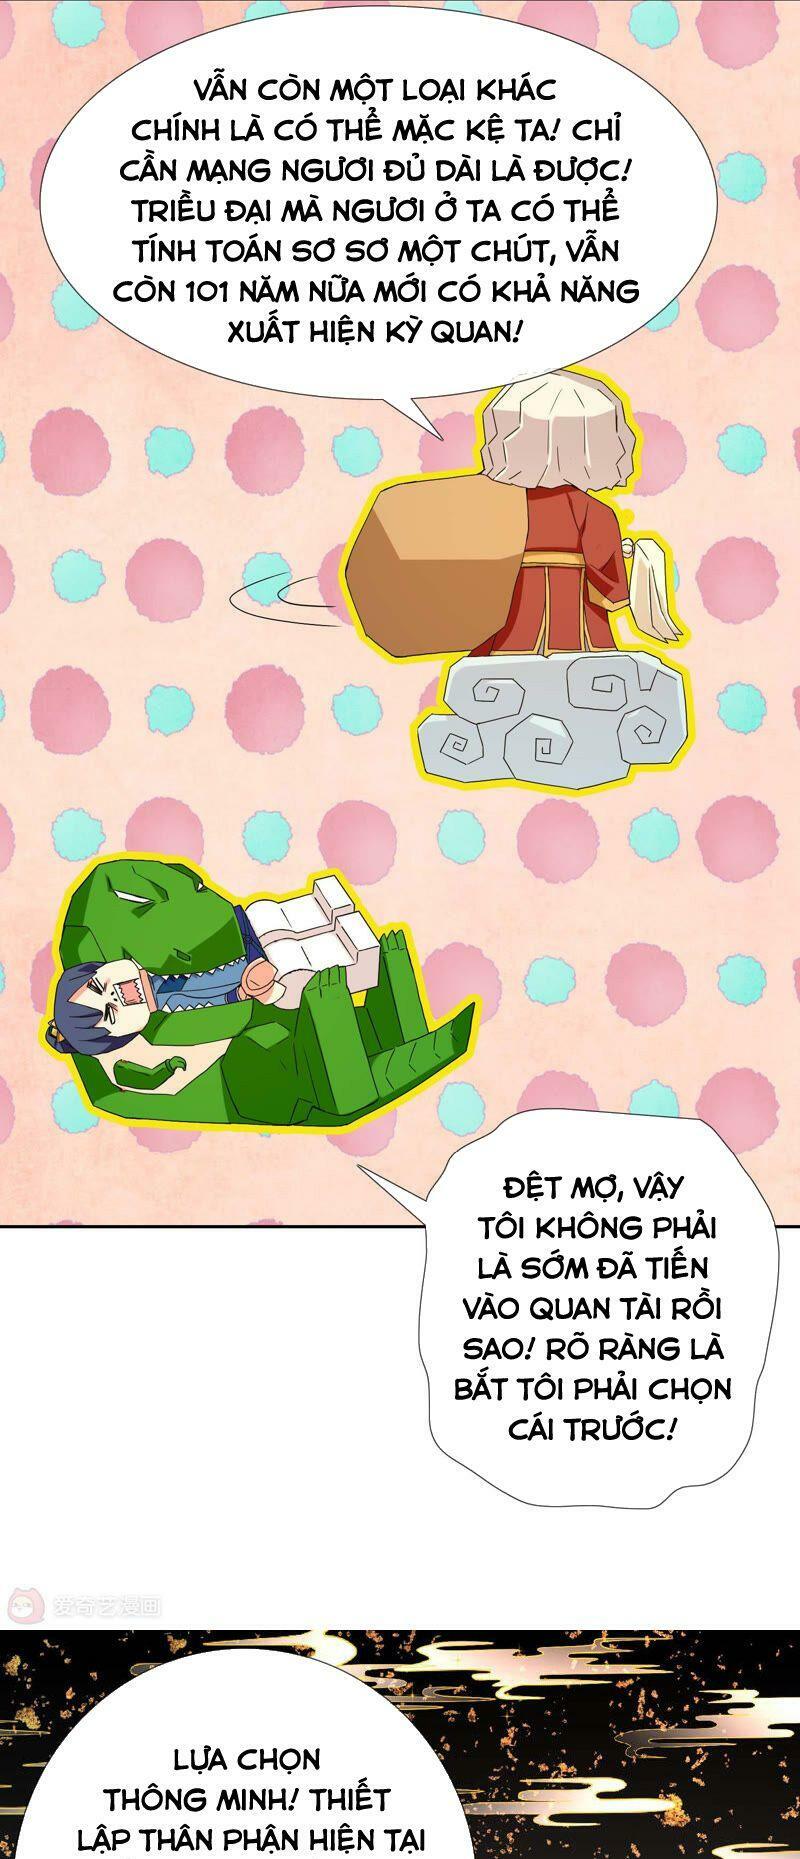 VẪN CÒN MỘT LOẠI KHÁC
CHÍNH LÀ CÓ THỂ MẶC KỆ TA! CHỈ
CẦN MẠNG NGƯƠI ĐỦ DÀI LÀ ĐƯỢC!
TRIỀU ĐẠI MÀ NGƯƠI Ở TA CÓ THỂ
TÍNH TOÁN SƠ SƠ MỘT CHÚT, VẪN
CÒN 101 NĂM NỮA MỚI CÓ KHẢ NĂNG
XUẤT HIỆN KỲ QUAN!
ĐỆT MỢ, VẬY
TÔI KHÔNG PHẢI
LÀ SỚM ĐÃ TIẾN
VÀO QUAN TÀI RỒI
SAO! RÕ RÀNG LÀ
BẮT TÔI PHẢI CHỌN
CÁI TRƯỚC!
爱奇艺漫画
LỰA CHỌN
THÔNG MINH! THIẾT
LẬP THÂN PHẬN HIỆN TẠI